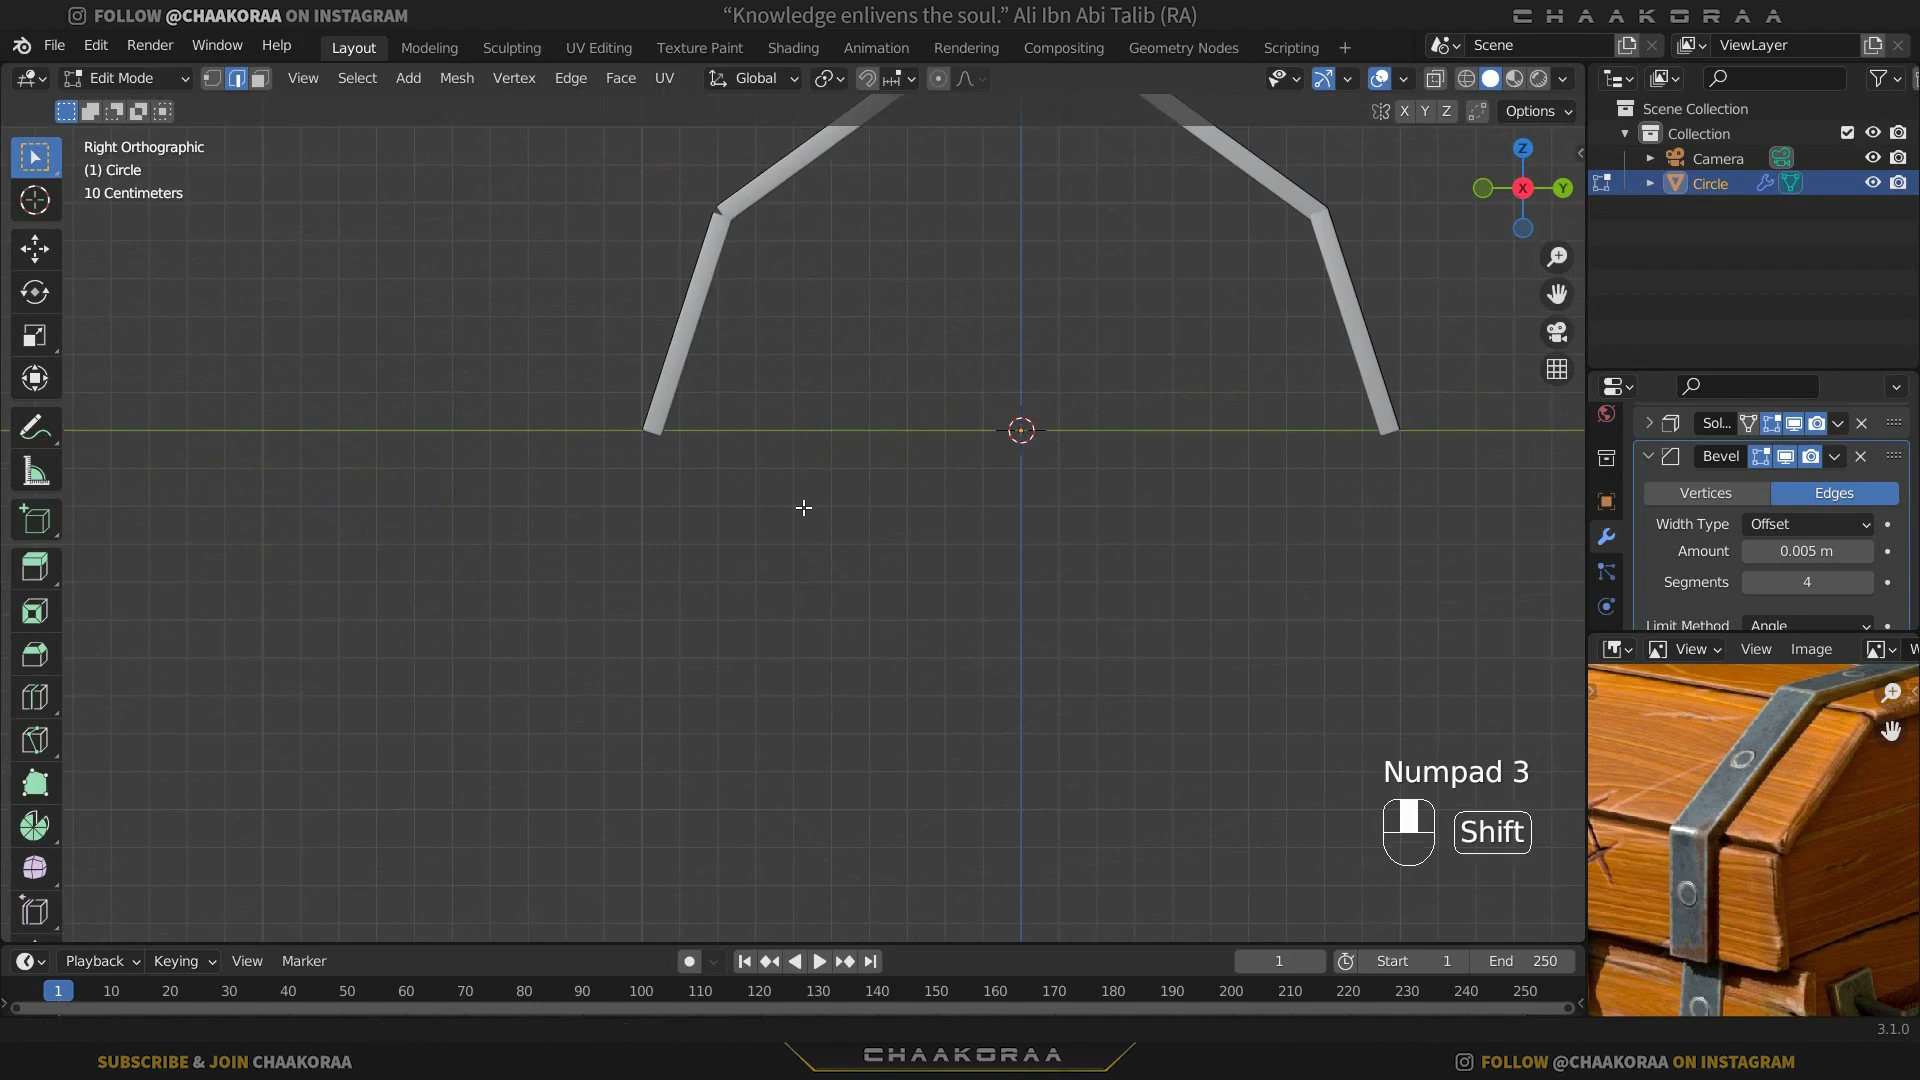 FOLLOW @CHAAKORAA ON INSTAGRAM
“Knowledge enlivens the soul.” Ali Ibn Abi Talib (RA)
CHAAKORAA
File Edit Render Window Help
Layout Modeling Sculpting UV Editing Texture Paint Shading Animation Rendering Compositing Geometry Nodes Scripting +
Scene
ViewLayer
Edit Mode
View Select Add Mesh Vertex Edge Face UV
Global
X Y Z
Options
Right Orthographic
(1) Circle
10 Centimeters
Z
X
Y
Scene Collection
Collection
Camera
Circle
Sol...
Bevel
Vertices Edges
Width Type Offset
Amount 0.005 m
Segments 4
Limit Method Angle
View View Image
Numpad 3
Shift
Playback Keying View Marker
1
Start 1
End 250
1 10 20 30 40 50 60 70 80 90 100 110 120 130 140 150 160 170 180 190 200 210 220 230 240 250
3.1.0
SUBSCRIBE & JOIN CHAAKORAA
CHAAKORAA
FOLLOW @CHAAKORAA ON INSTAGRAM